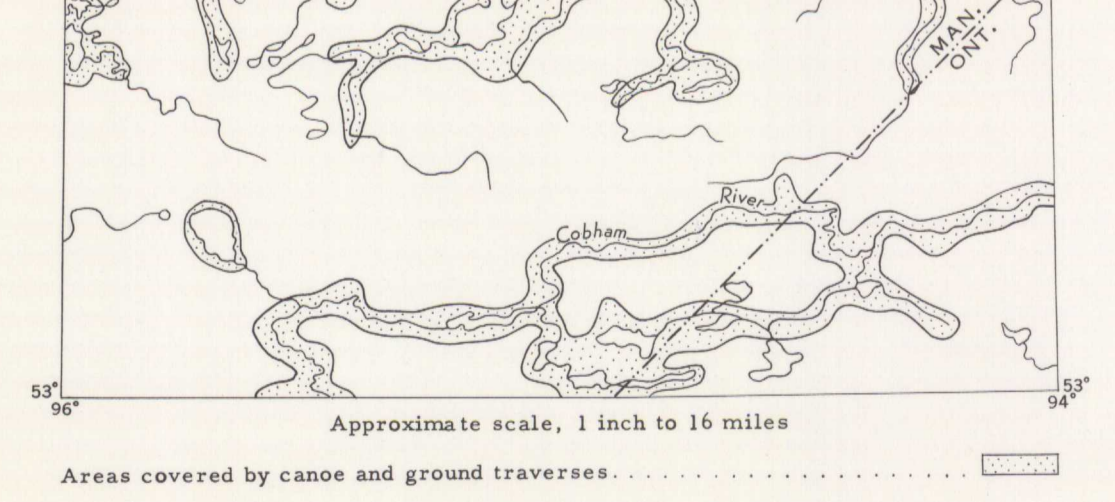 MAN.
ONT.
River
Cobham
53°
53°
96°
94°
Approximate scale, 1 inch to 16 miles
Areas covered by canoe and ground traverses. . . . . . . . . . . . . . . . . .